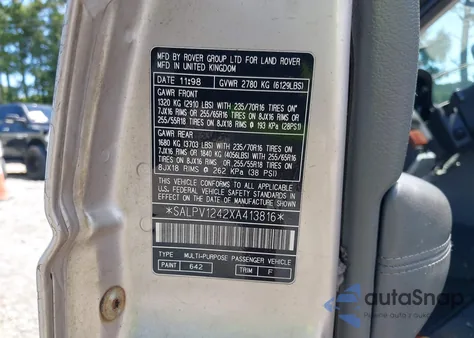 MFD BY ROVER GROUP LTD FOR LAND ROVER
IN UNITED KINGDOM
DATE 11:98 GVWR 2780 KG (6129LBS)
GAWR FRONT
1320 KG (2910 LBS) WITH 235/70R16 TIRES ON
7JX16 RIMS OR 255/65R16 TIRES ON 8JX16 RIMS OR
255/55R18 TIRES ON 8JX18 RIMS @ 193 KPa (28PSI)
GAWR REAR
1680 KG (3703 LBS) WITH 235/70R16 TIRES ON
7JX16 RIMS OR 1840 KG (4056LBS) WITH 255/65R16
TIRES ON 8JX16 RIMS OR 255/55R18 TIRES ON
8JX18 RIMS @ 262 KPa (38 PSI)
THIS VEHICLE CONFORMS TO ALL APPLICABLE
FEDERAL MOTOR VEHICLE SAFETY AND THEFT
PREVENTION STANDARDS IN EFFECT ON THE DATE
OF MANUFACTURE SHOWN ABOVE.
*SALPV1242XA413816*
TYPE MULTI-PURPOSE PASSENGER VEHICLE
PAINT 642 TRIM F
autoSnap